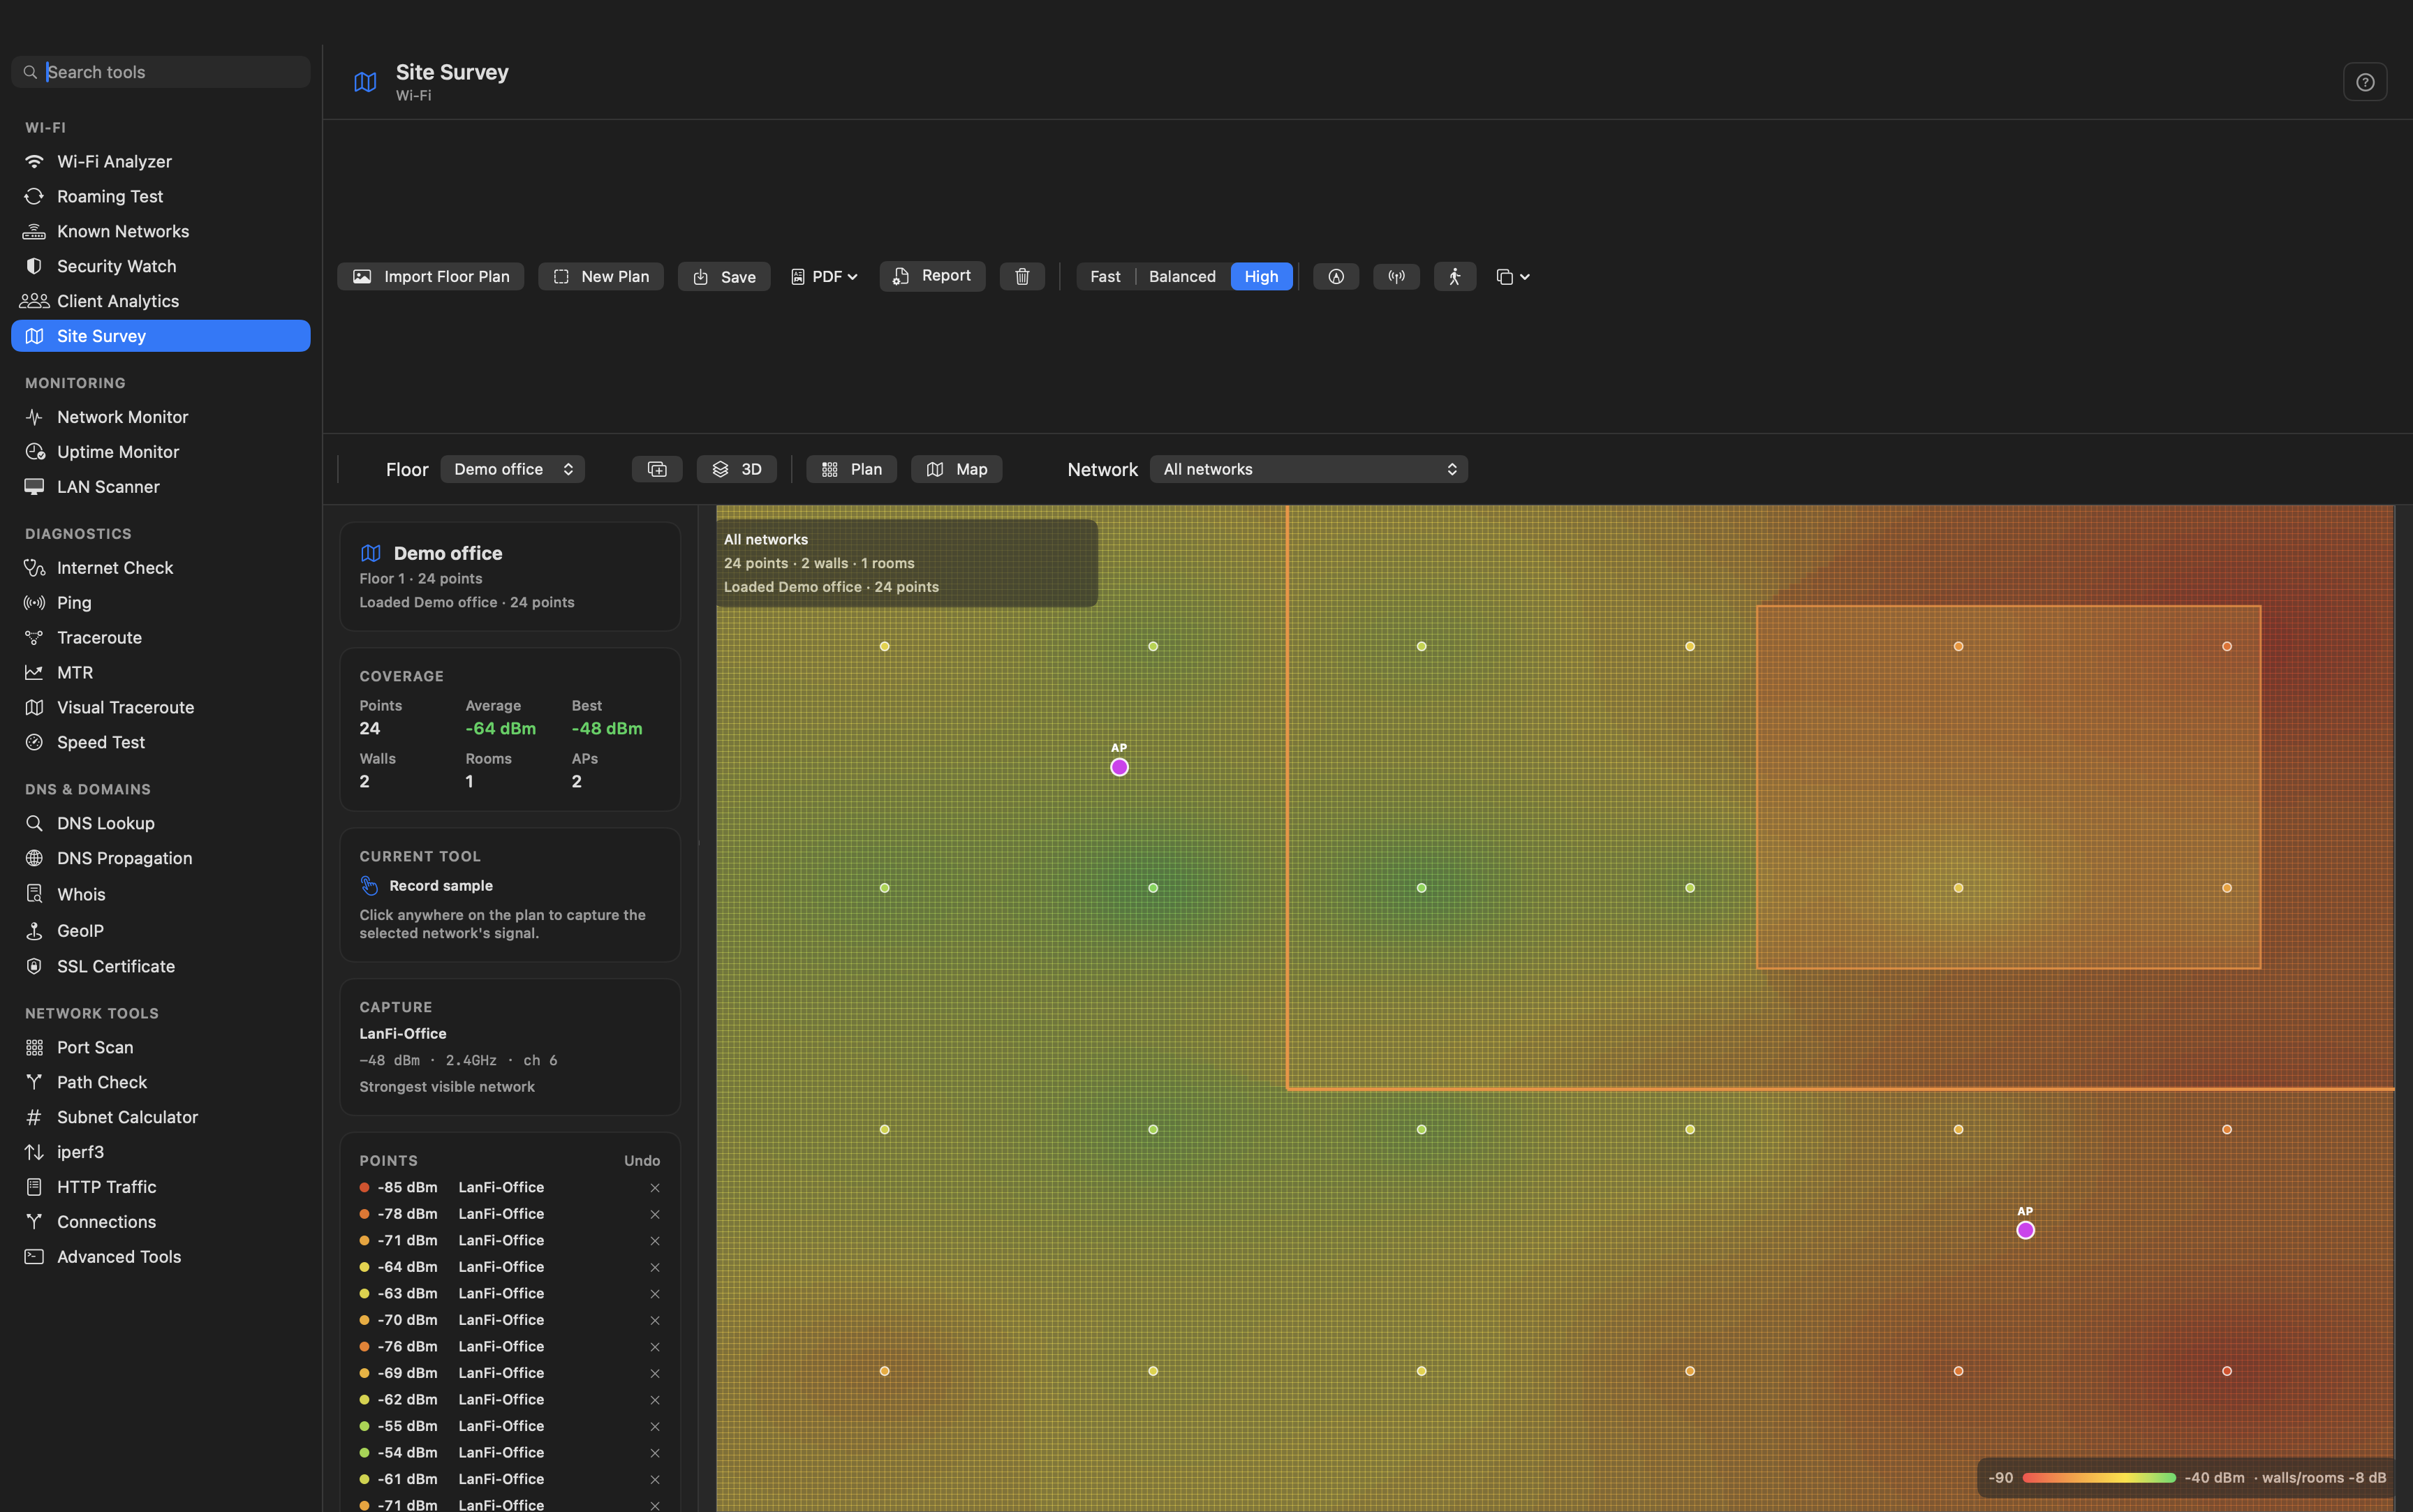 Search tools
WI-FI
Wi-Fi Analyzer
Roaming Test
Known Networks
Security Watch
Client Analytics
Site Survey
MONITORING
Network Monitor
Uptime Monitor
LAN Scanner
DIAGNOSTICS
Internet Check
Ping
Traceroute
MTR
Visual Traceroute
Speed Test
DNS & DOMAINS
DNS Lookup
DNS Propagation
Whois
GeoIP
SSL Certificate
NETWORK TOOLS
Port Scan
Path Check
Subnet Calculator
iperf3
HTTP Traffic
Connections
Advanced Tools
Site Survey
Wi-Fi
Import Floor Plan New Plan Save PDF Report Fast Balanced High
Floor Demo office 3D Plan Map Network All networks
Demo office
Floor 1 · 24 points
Loaded Demo office · 24 points
COVERAGE
Points Average Best
24 -64 dBm -48 dBm
Walls Rooms APs
2 1 2
CURRENT TOOL
Record sample
Click anywhere on the plan to capture the
selected network's signal.
CAPTURE
LanFi-Office
−48 dBm · 2.4GHz · ch 6
Strongest visible network
POINTS Undo
-85 dBm LanFi-Office
-78 dBm LanFi-Office
-71 dBm LanFi-Office
-64 dBm LanFi-Office
-63 dBm LanFi-Office
-70 dBm LanFi-Office
-76 dBm LanFi-Office
-69 dBm LanFi-Office
-62 dBm LanFi-Office
-55 dBm LanFi-Office
-54 dBm LanFi-Office
-61 dBm LanFi-Office
-71 dBm LanFi-Office
All networks
24 points · 2 walls · 1 rooms
Loaded Demo office · 24 points
AP
AP
-90 -40 dBm · walls/rooms -8 dB